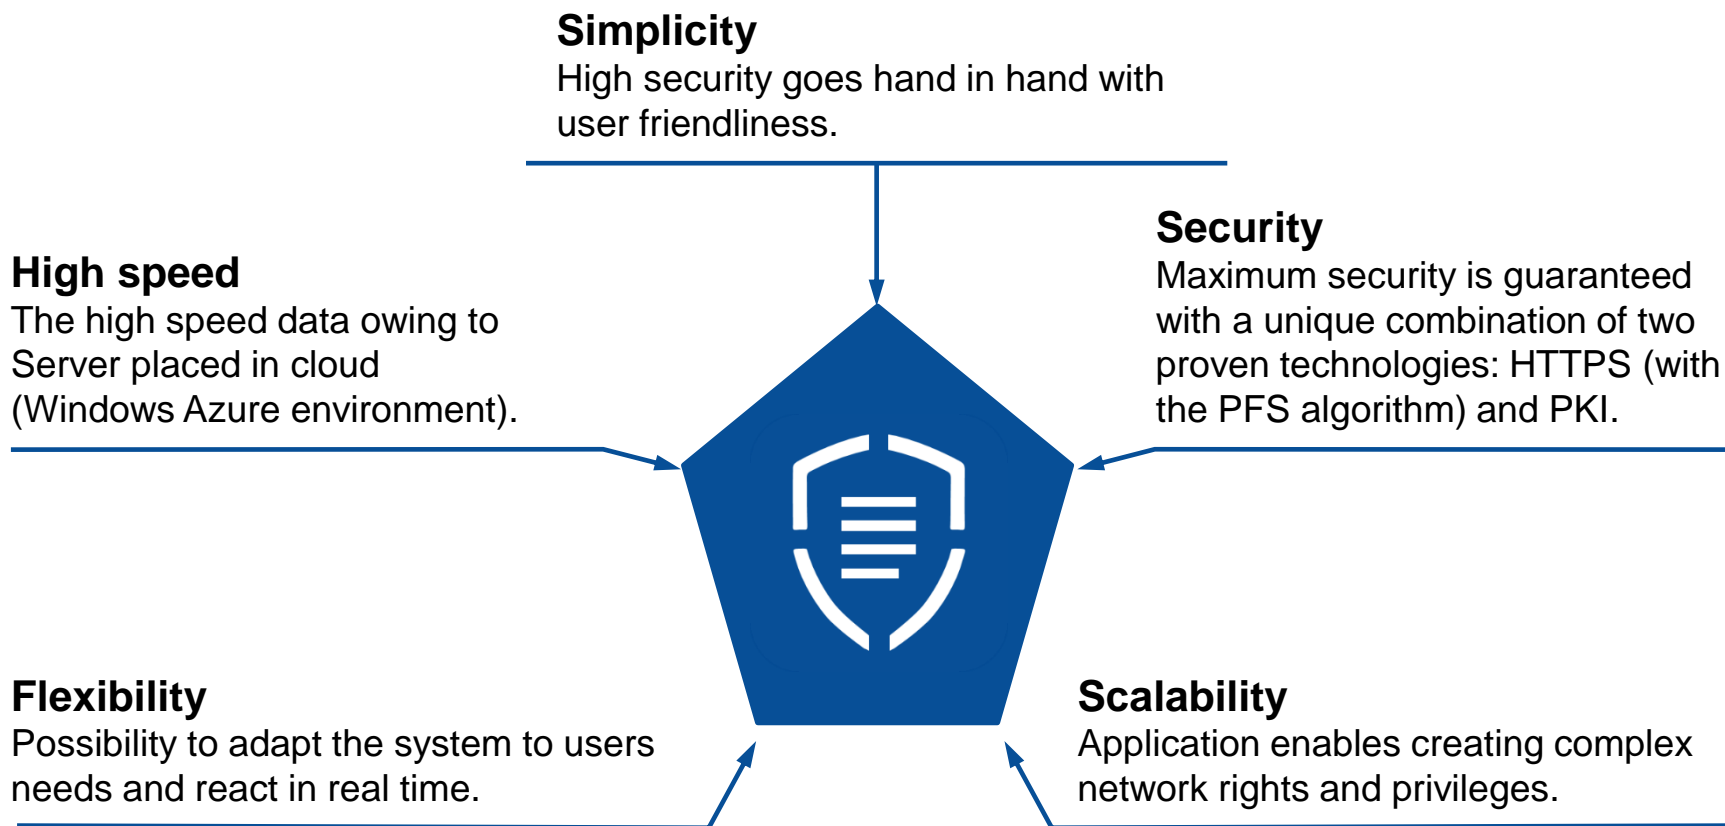 Simplicity
High security goes hand in hand with
user friendliness.
High speed
The high speed data owing to
Server placed in cloud
(Windows Azure environment).
Security
Maximum security is guaranteed
with a unique combination of two
proven technologies: HTTPS (with
the PFS algorithm) and PKI.
Flexibility
Possibility to adapt the system to users
needs and react in real time.
Scalability
Application enables creating complex
network rights and privileges.